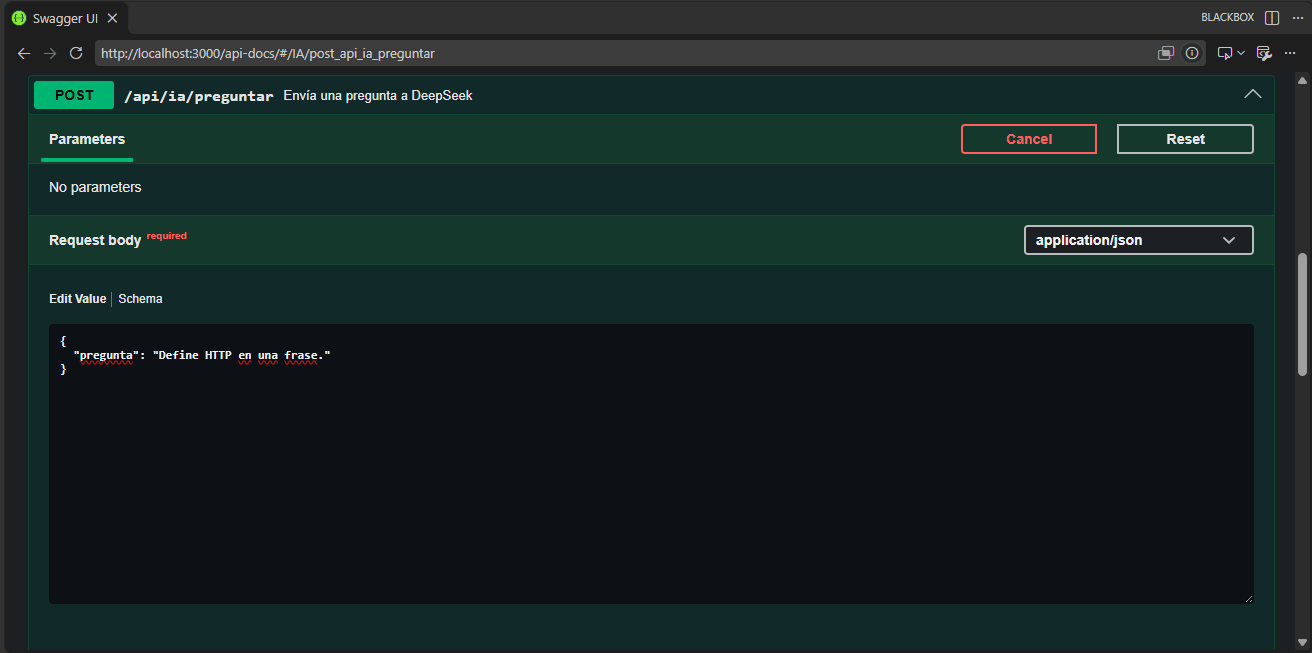 Swagger UI
BLACKBOX
http://localhost:3000/api-docs/#/IA/post_api_ia_preguntar
POST /api/ia/preguntar Envía una pregunta a DeepSeek
Parameters Cancel Reset
No parameters
Request body required application/json
Edit Value Schema
{
"pregunta": "Define HTTP en una frase."
}